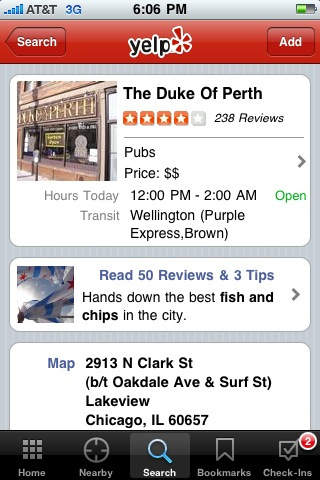 AT&T 3G 6:06 PM
Search yelp Add
DUKE OF PERTH
The Duke Of Perth
238 Reviews
Pubs
Price: $$
Hours Today 12:00 PM - 2:00 AM Open
Transit Wellington (Purple
Express,Brown)
Read 50 Reviews & 3 Tips
Hands down the best fish and
chips in the city.
Map 2913 N Clark St
(b/t Oakdale Ave & Surf St)
Lakeview
Chicago, IL 60657
2
Home Nearby Search Bookmarks Check-Ins